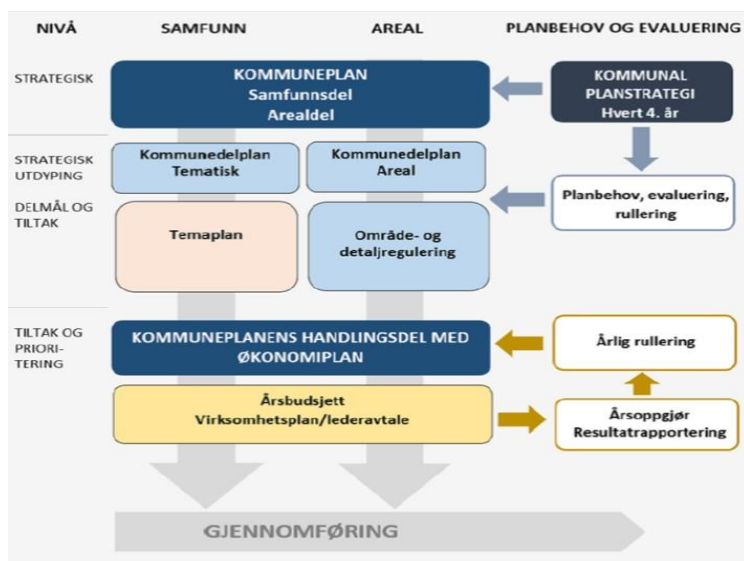 NIVÅ
SAMFUNN
AREAL
PLANBEHOV OG EVALUERING
STRATEGISK
KOMMUNEPLAN
Samfunnsdel
Arealdel
KOMMUNAL
PLANSTRATEGI
Hvert 4. år
STRATEGISK
UTDYPING
Kommunedelplan
Tematisk
Kommunedelplan
Areal
Planbehov, evaluering,
rullering
DELMÅL OG
TILTAK
Temaplan
Område- og
detaljregulering
TILTAK OG
PRIORI-
TERING
KOMMUNEPLANENS HANDLINGSDEL MED
ØKONOMIPLAN
Årlig rullering
Årsbudsjett
Virksomhetsplan/lederavtale
Årsoppgjør
Resultatrapportering
GJENNOMFØRING